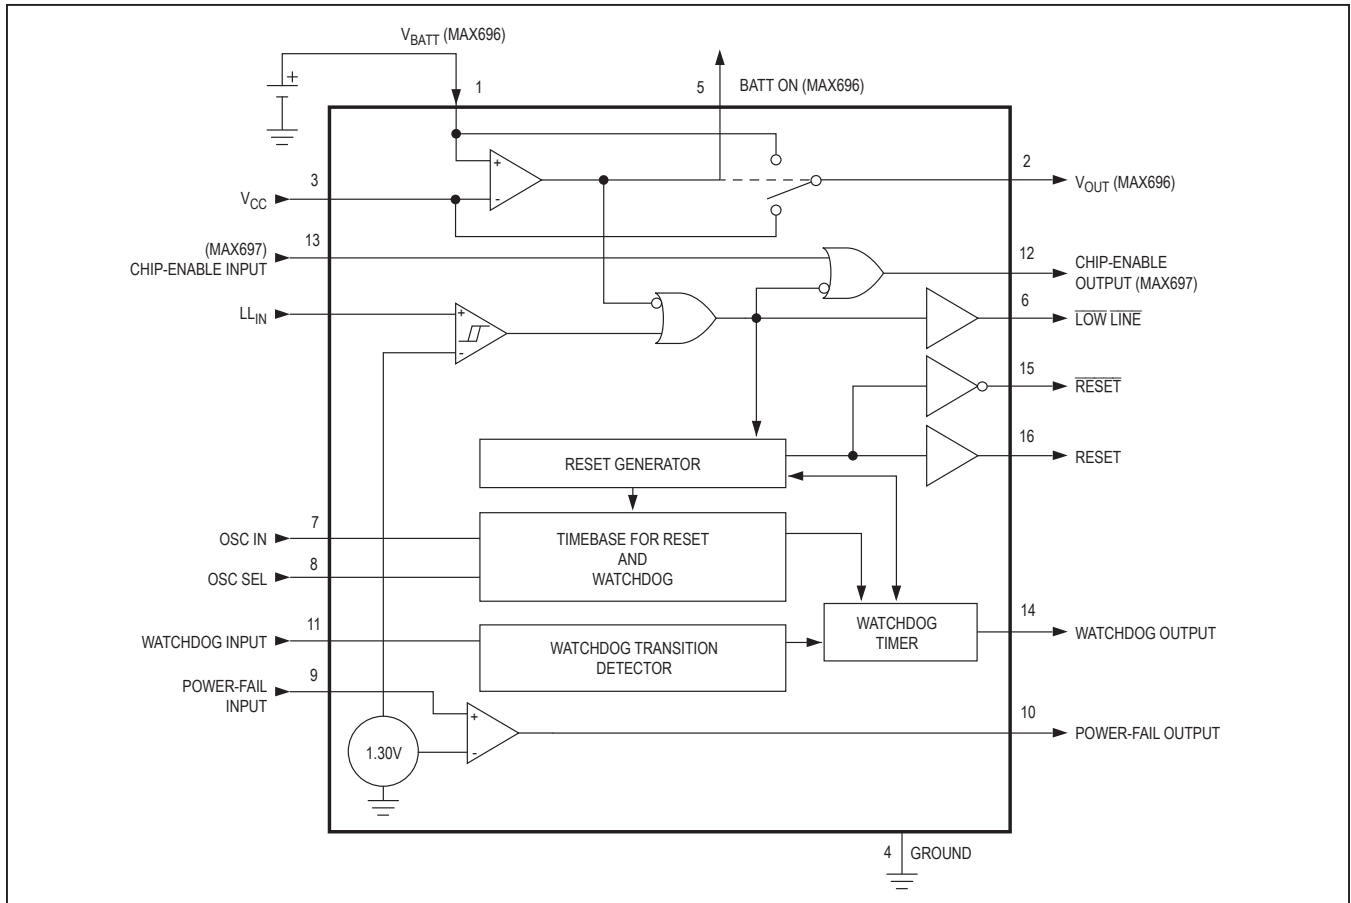 V_BATT (MAX696)
+
1
5
BATT ON (MAX696)
+
-
3
V_CC
2
V_OUT (MAX696)
(MAX697)
CHIP-ENABLE INPUT
13
12
CHIP-ENABLE
OUTPUT (MAX697)
LL_IN
+
-
6
LOW LINE
15
RESET
16
RESET
RESET GENERATOR
OSC IN
7
OSC SEL
8
TIMEBASE FOR RESET
AND
WATCHDOG
WATCHDOG INPUT
11
WATCHDOG TRANSITION
DETECTOR
WATCHDOG
TIMER
14
WATCHDOG OUTPUT
POWER-FAIL
INPUT
9
+
-
1.30V
10
POWER-FAIL OUTPUT
4
GROUND